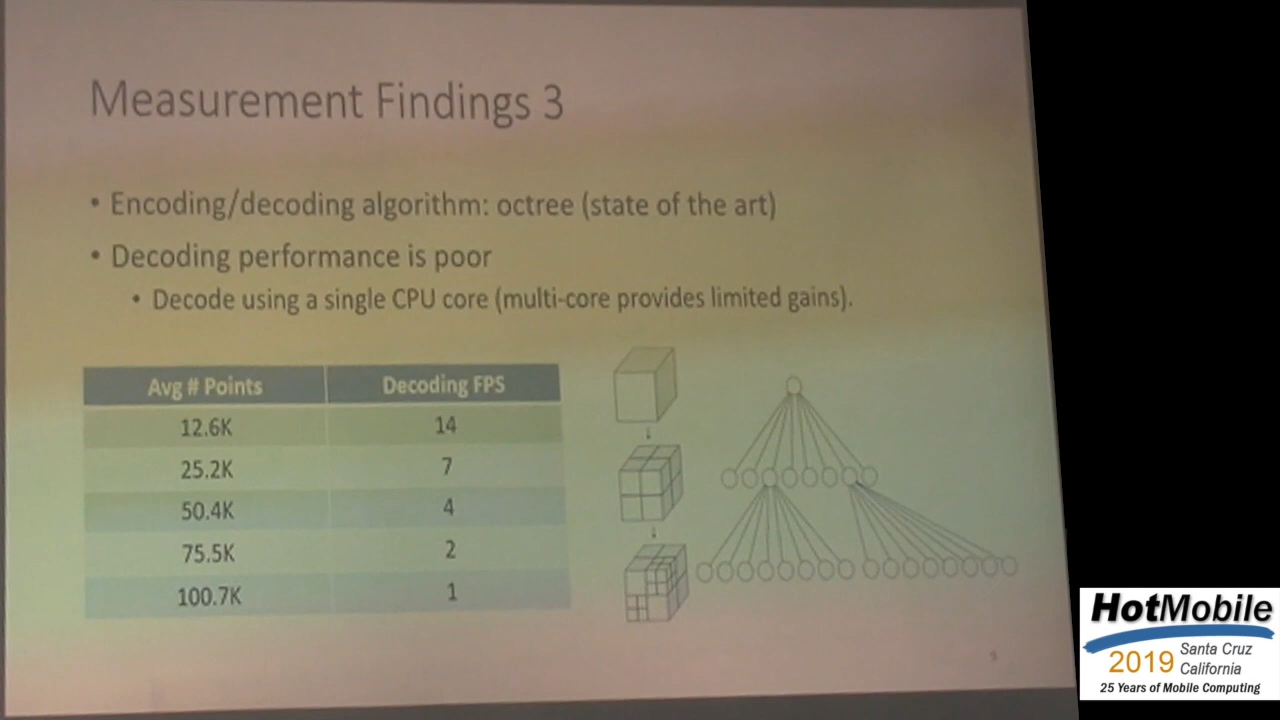 Measurement Findings 3
• Encoding/decoding algorithm: octree (state of the art)
• Decoding performance is poor
• Decode using a single CPU core (multi-core provides limited gains).
Avg # Points Decoding FPS
12.6K 14
25.2K 7
50.4K 4
75.5K 2
100.7K 1
HotMobile
2019 Santa Cruz
California
25 Years of Mobile Computing